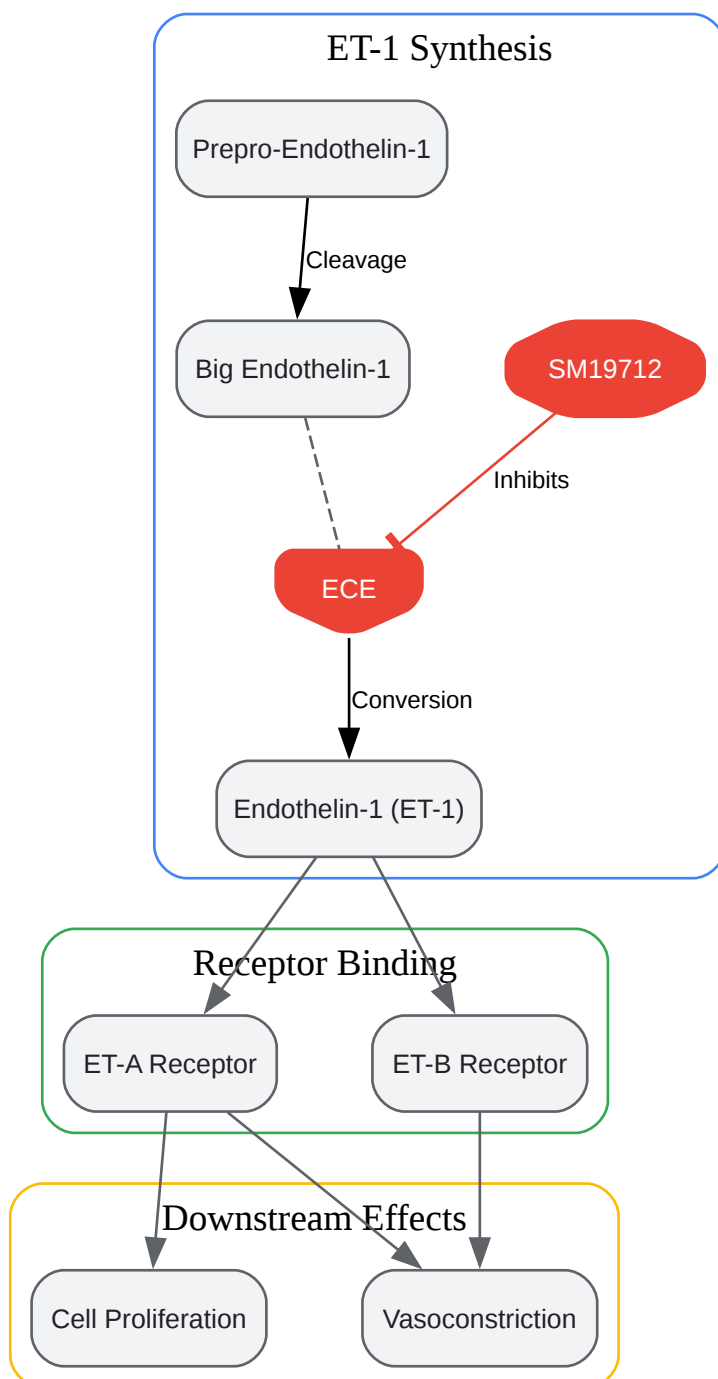 ET-1 Synthesis
Prepro-Endothelin-1
Cleavage
Big Endothelin-1
SM19712
Inhibits
ECE
Conversion
Endothelin-1 (ET-1)
Receptor Binding
ET-A Receptor
ET-B Receptor
Downstream Effects
Cell Proliferation
Vasoconstriction